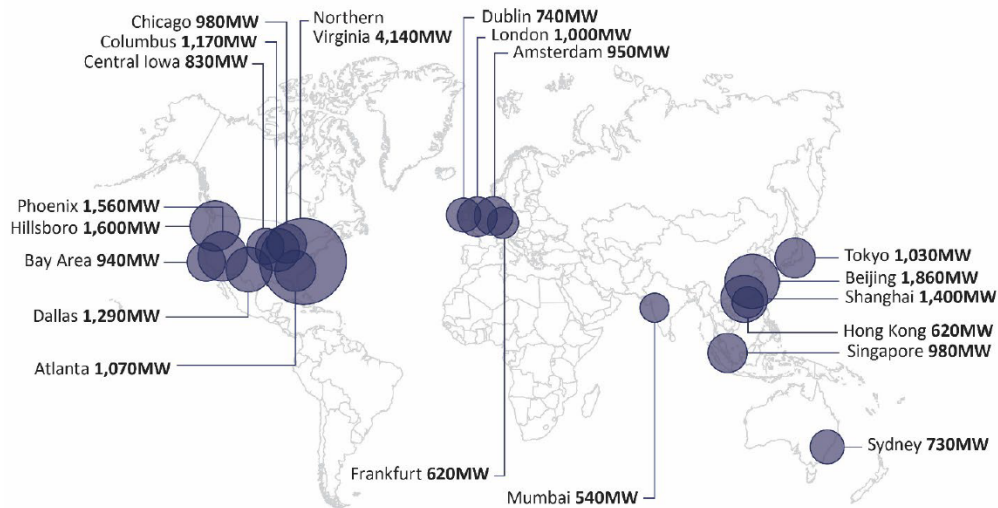 Chicago 980MW
Columbus 1,170MW
Central Iowa 830MW
Northern
Virginia 4,140MW
Dublin 740MW
London 1,000MW
Amsterdam 950MW
Phoenix 1,560MW
Hillsboro 1,600MW
Bay Area 940MW
Dallas 1,290MW
Atlanta 1,070MW
Tokyo 1,030MW
Beijing 1,860MW
Shanghai 1,400MW
Hong Kong 620MW
Singapore 980MW
Sydney 730MW
Frankfurt 620MW
Mumbai 540MW